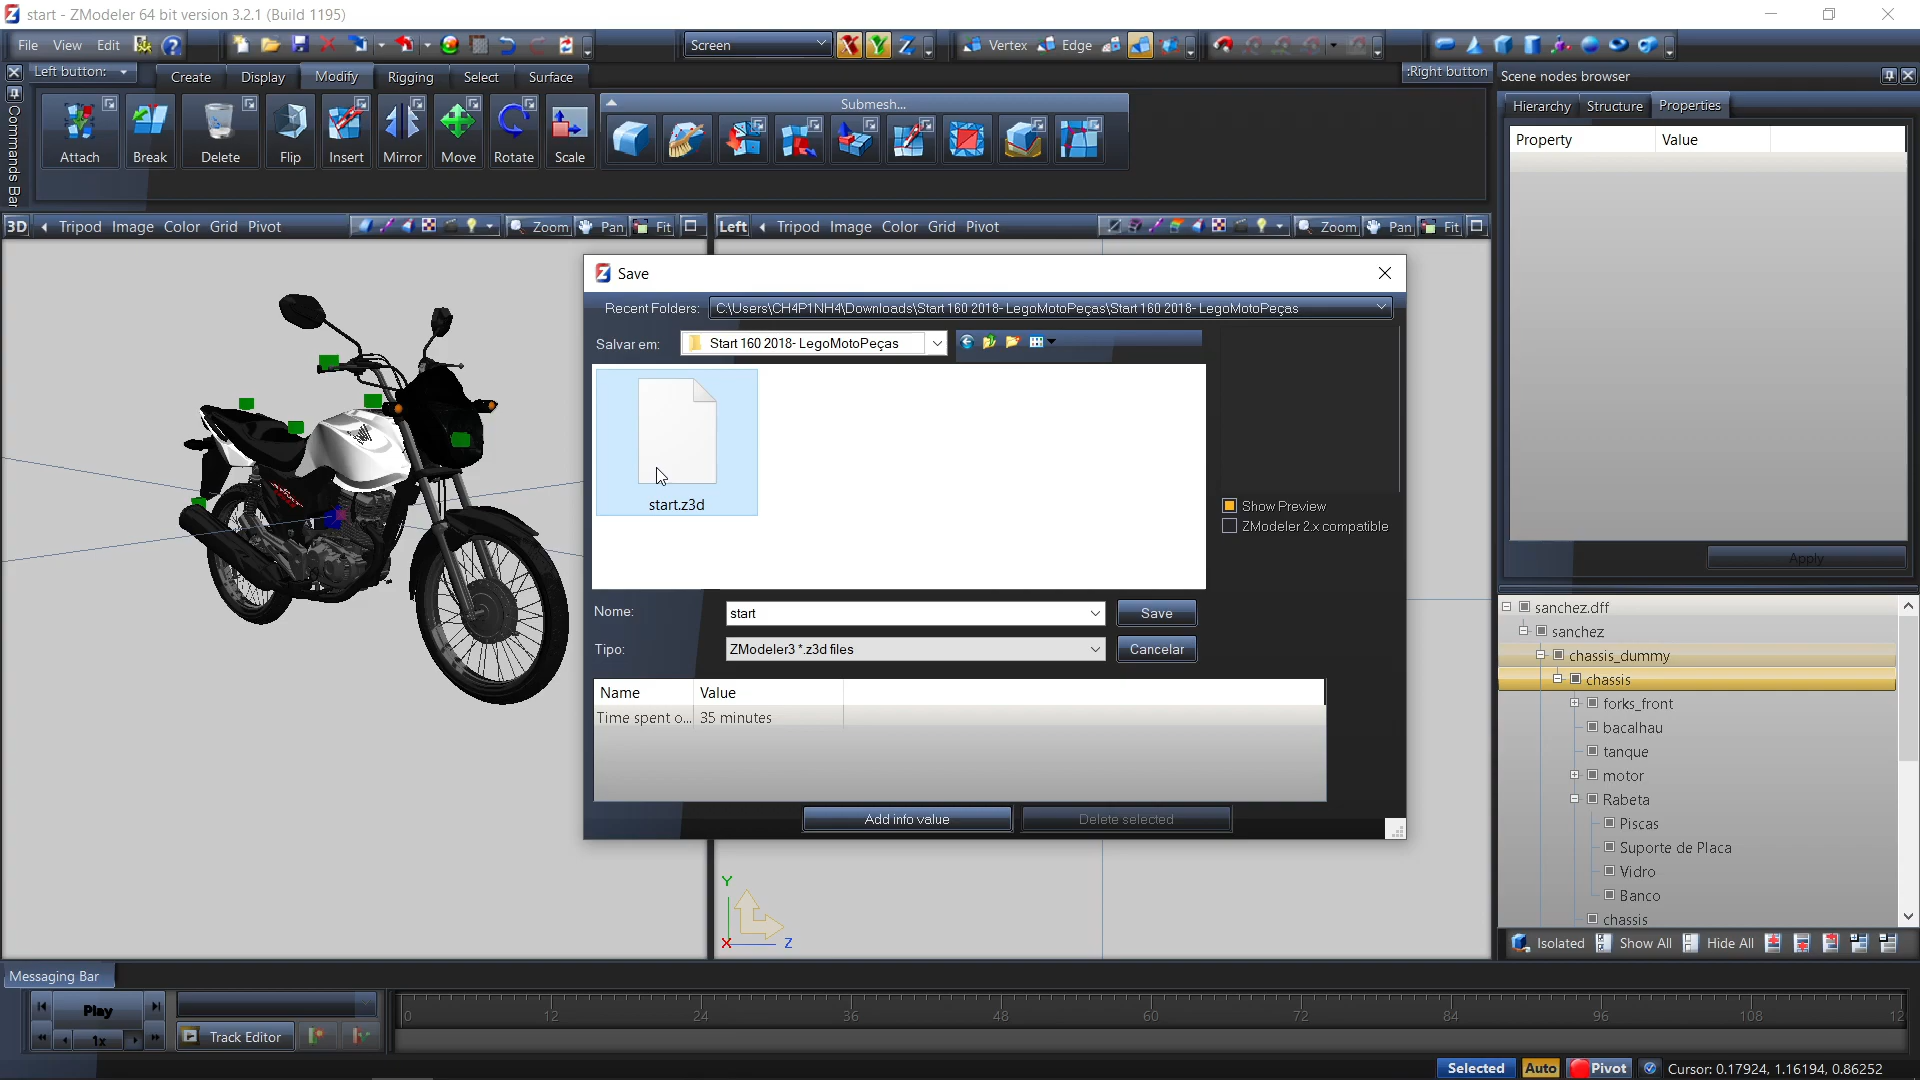 start - ZModeler 64 bit version 3.2.1 (Build 1195)
File View Edit
Screen
X Y Z
Vertex Edge
Left button:
Create Display Modify Rigging Select Surface
:Right button
Scene nodes browser
Commands Bar
Attach Break Delete Flip Insert Mirror Move Rotate Scale
Submesh...
Hierarchy Structure Properties
Property Value
3D Tripod Image Color Grid Pivot Zoom Pan Fit
Left Tripod Image Color Grid Pivot Zoom Pan Fit
Save
Recent Folders: C:\Users\CH4P1NH4\Downloads\Start 160 2018- LegoMotoPeças\Start 160 2018- LegoMotoPeças
Salvar em: Start 160 2018- LegoMotoPeças
start.z3d
Show Preview
ZModeler 2.x compatible
Nome: start Save
Tipo: ZModeler3 *.z3d files Cancelar
Name Value
Time spent o... 35 minutes
Add info value Delete selected
Apply
sanchez.dff
sanchez
chassis_dummy
chassis
forks_front
bacalhau
tanque
motor
Rabeta
Piscas
Suporte de Placa
Vidro
Banco
chassis
Isolated Show All Hide All
Y
X Z
Messaging Bar
Play
1x
Track Editor
0 12 24 36 48 60 72 84 96 108 12
Selected Auto Pivot Cursor: 0.17924, 1.16194, 0.86252